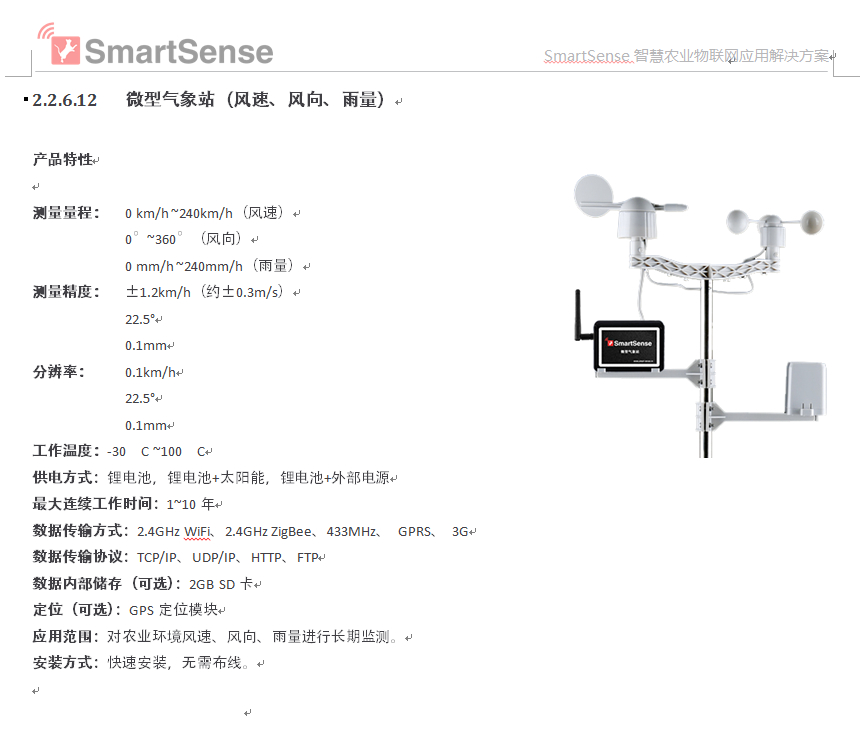 SmartSense
SmartSense 智慧农业物联网应用解决方案
2.2.6.12 微型气象站（风速、风向、雨量）
产品特性
测量量程： 0 km/h ~240km/h（风速）
0°~360°（风向）
0 mm/h ~240mm/h（雨量）
测量精度： ±1.2km/h（约±0.3m/s）
22.5°
0.1mm
分辨率： 0.1km/h
22.5°
0.1mm
SmartSense
微型气象站
工作温度：-30 C ~100 C
供电方式：锂电池，锂电池+太阳能，锂电池+外部电源
最大连续工作时间：1~10 年
数据传输方式：2.4GHz WiFi、2.4GHz ZigBee、433MHz、 GPRS、 3G
数据传输协议：TCP/IP、UDP/IP、HTTP、FTP
数据内部储存（可选）：2GB SD 卡
定位（可选）：GPS 定位模块
应用范围：对农业环境风速、风向、雨量进行长期监测。
安装方式：快速安装，无需布线。